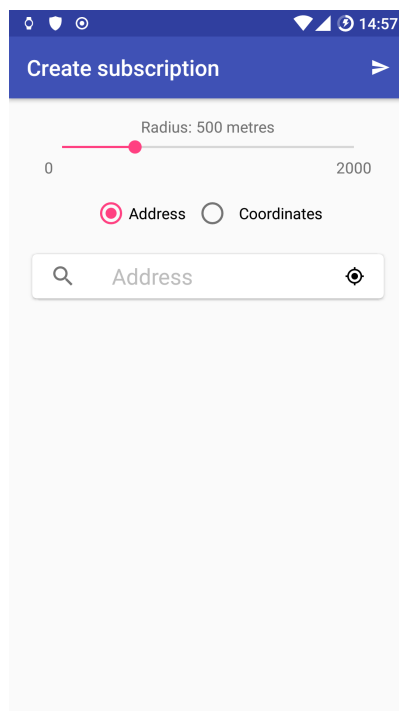 14:57
Create subscription
Radius: 500 metres
0 2000
Address Coordinates
Address